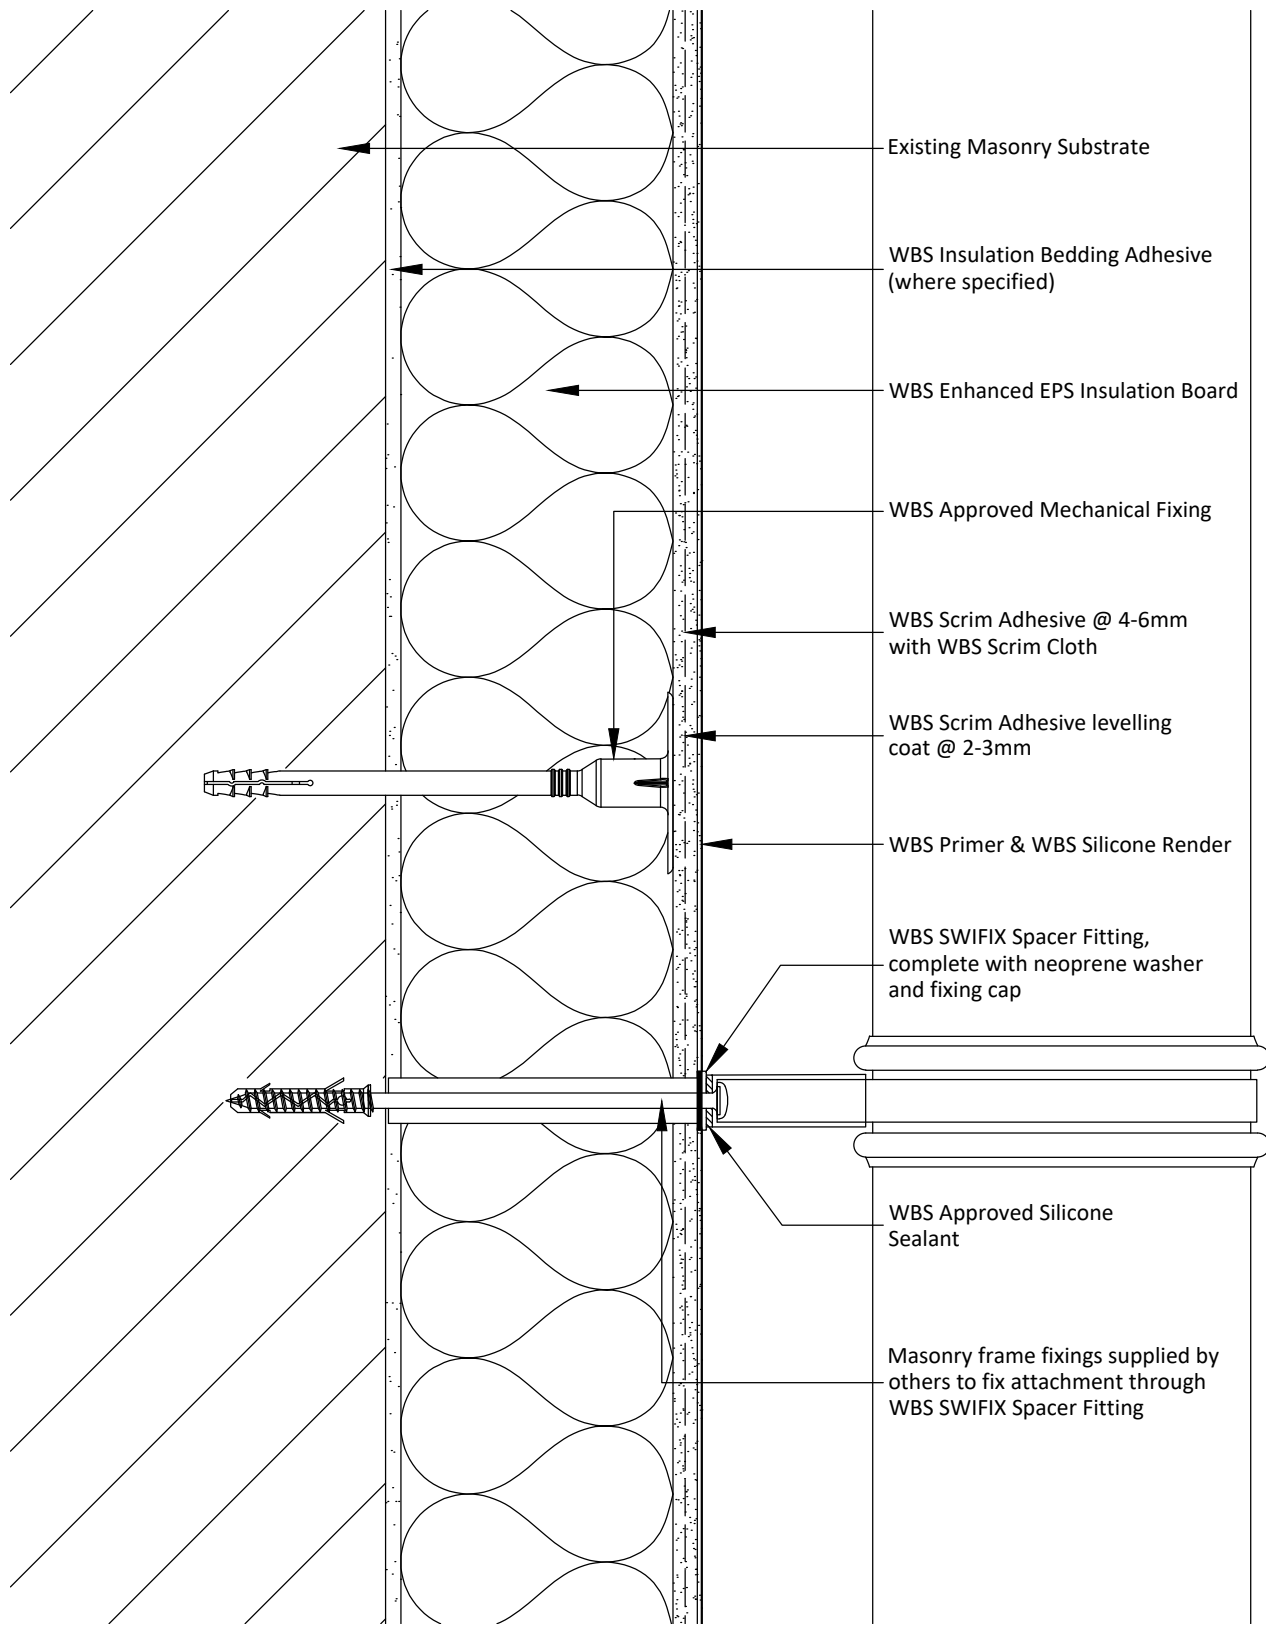 Existing Masonry Substrate
WBS Insulation Bedding Adhesive
(where specified)
WBS Enhanced EPS Insulation Board
WBS Approved Mechanical Fixing
WBS Scrim Adhesive @ 4-6mm
with WBS Scrim Cloth
WBS Scrim Adhesive levelling
coat @ 2-3mm
WBS Primer & WBS Silicone Render
WBS SWIFIX Spacer Fitting,
complete with neoprene washer
and fixing cap
WBS Approved Silicone
Sealant
Masonry frame fixings supplied by
others to fix attachment through
WBS SWIFIX Spacer Fitting